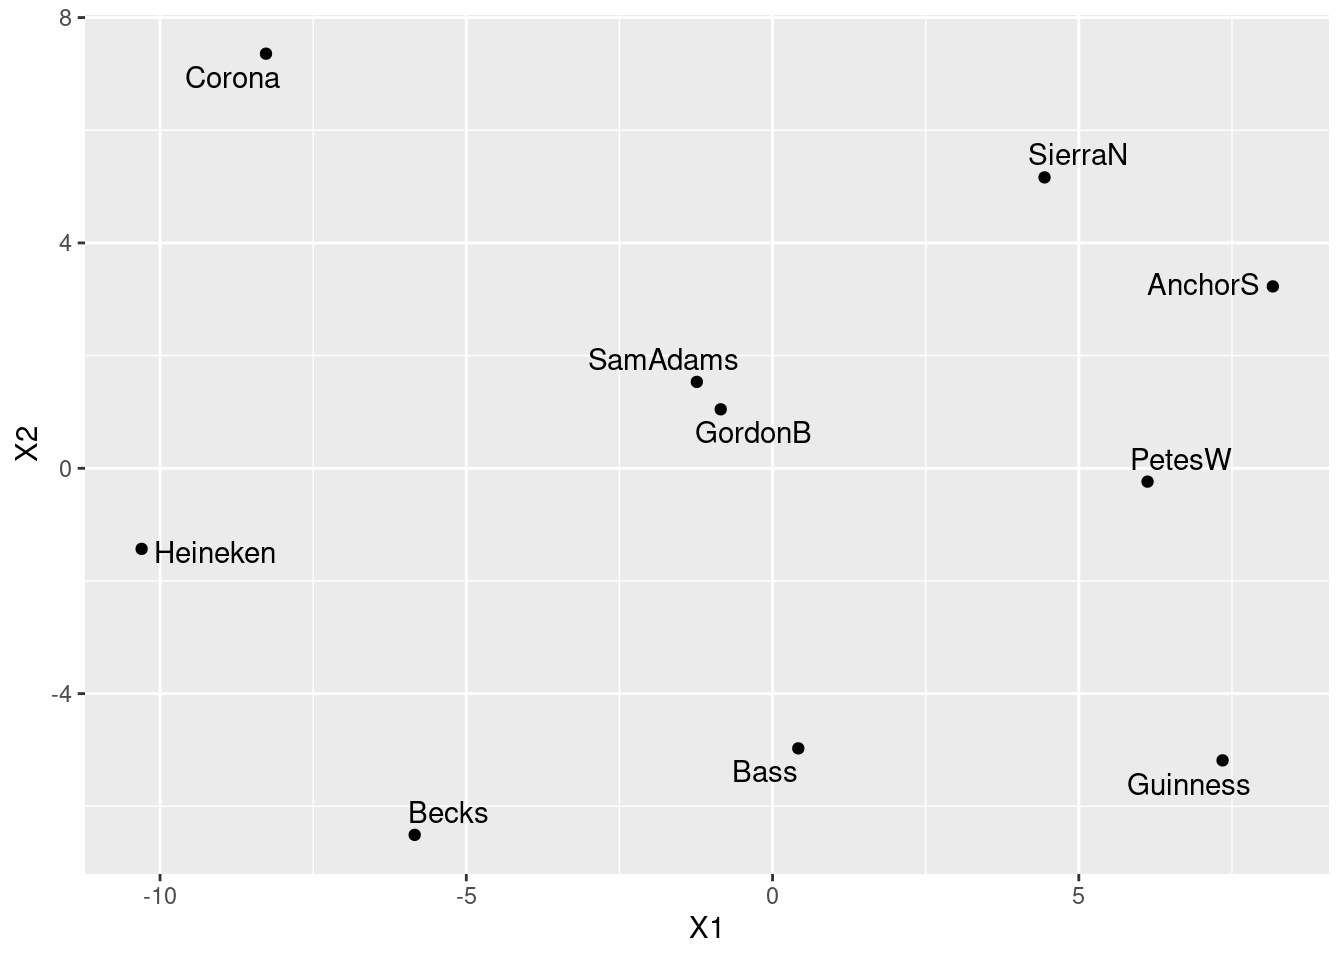 8
Corona
SierraN
4
AnchorS
SamAdams
GordonB
X2
0
PetesW
Heineken
-4
Bass
Guinness
Becks
-10
-5
0
5
X1